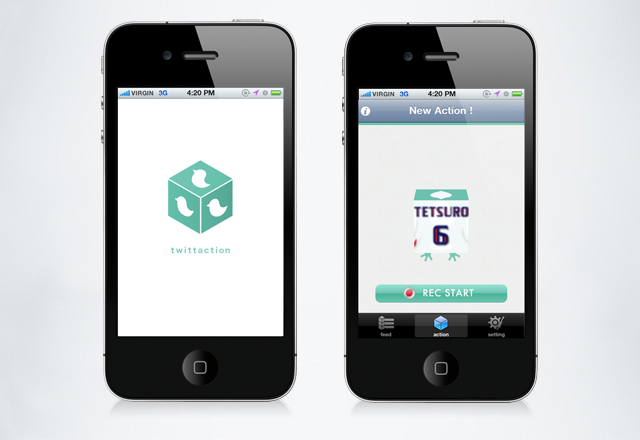 VIRGIN 3G 4:20 PM
twittaction
VIRGIN 3G 4:20 PM
New Action !
TETSURO
6
REC START
feed action setting